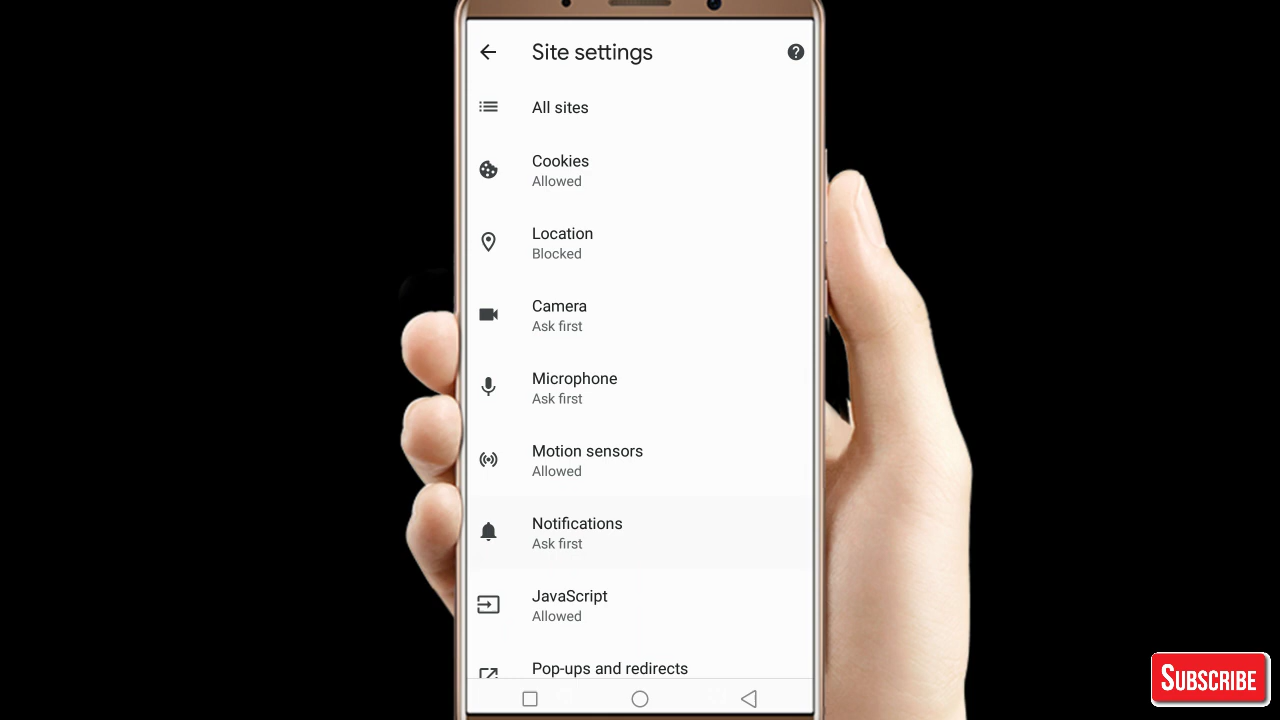 Site settings
All sites
Cookies
Allowed
Location
Blocked
Camera
Ask first
Microphone
Ask first
Motion sensors
Allowed
Notifications
Ask first
JavaScript
Allowed
Pop-ups and redirects
SUBSCRIBE